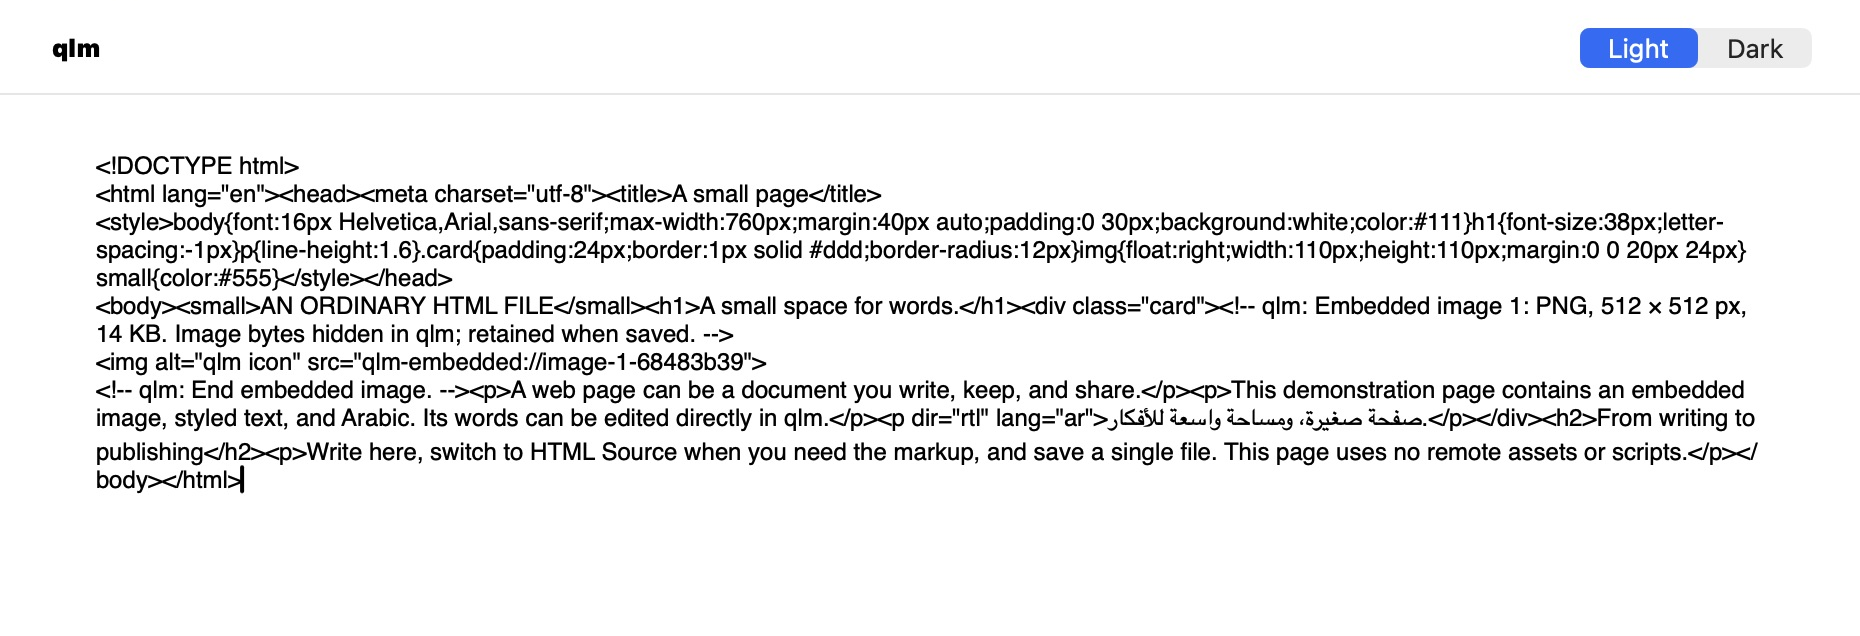 qlm
Light
Dark
<!DOCTYPE html>
<html lang="en"><head><meta charset="utf-8"><title>A small page</title>
<style>body{font:16px Helvetica,Arial,sans-serif;max-width:760px;margin:40px auto;padding:0 30px;background:white;color:#111}h1{font-size:38px;letter-
spacing:-1px}p{line-height:1.6}.card{padding:24px;border:1px solid #ddd;border-radius:12px}img{float:right;width:110px;height:110px;margin:0 0 20px 24px}
small{color:#555}</style></head>
<body><small>AN ORDINARY HTML FILE</small><h1>A small space for words.</h1><div class="card"><!-- qlm: Embedded image 1: PNG, 512 × 512 px,
14 KB. Image bytes hidden in qlm; retained when saved. -->
<img alt="qlm icon" src="qlm-embedded://image-1-68483b39">
<!-- qlm: End embedded image. --><p>A web page can be a document you write, keep, and share.</p><p>This demonstration page contains an embedded
image, styled text, and Arabic. Its words can be edited directly in qlm.</p><p dir="rtl" lang="ar">صفحة صغيرة، ومساحة واسعة للأفكار.</p></div><h2>From writing to
publishing</h2><p>Write here, switch to HTML Source when you need the markup, and save a single file. This page uses no remote assets or scripts.</p></
body></html>